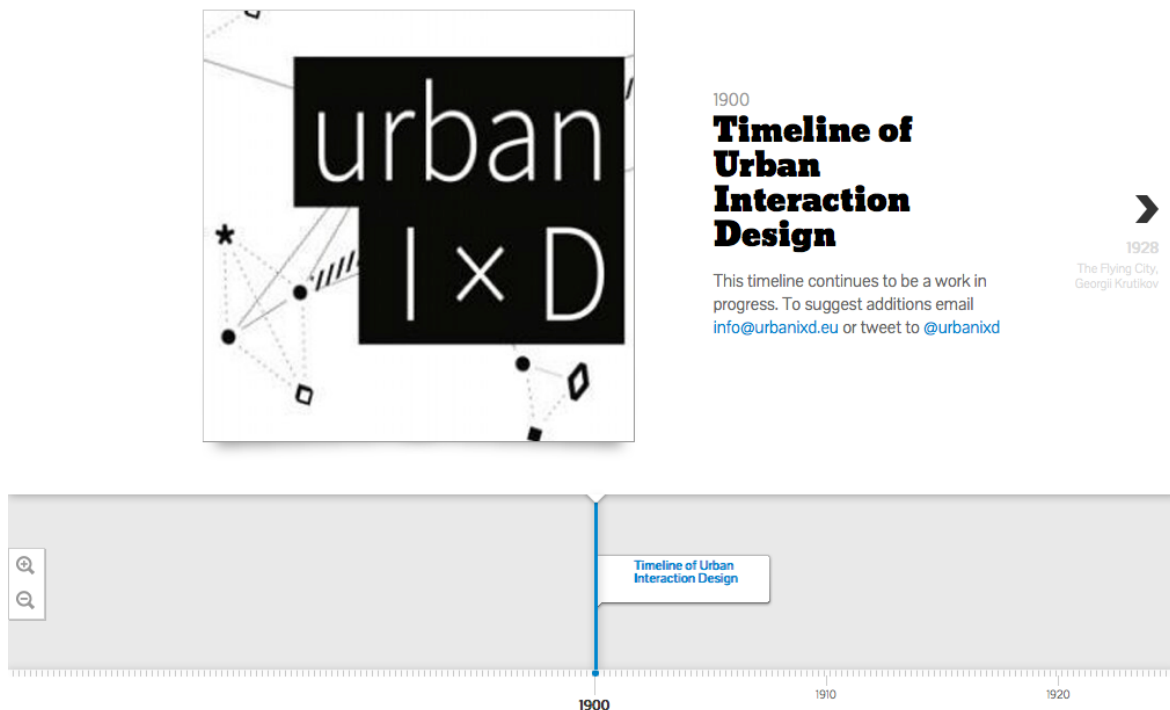 urban
I × D
1900
Timeline of
Urban
Interaction
Design
This timeline continues to be a work in
progress. To suggest additions email
info@urbanixd.eu or tweet to @urbanixd
1928
The Flying City,
Georgii Krutikov
Timeline of Urban
Interaction Design
1900
1910
1920